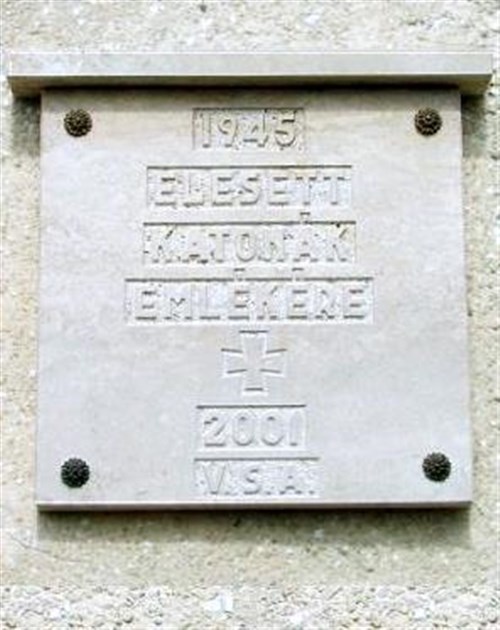 1945
ELESETT
KATONÁK
EMLÉKÉRE
2001
V.S.A.